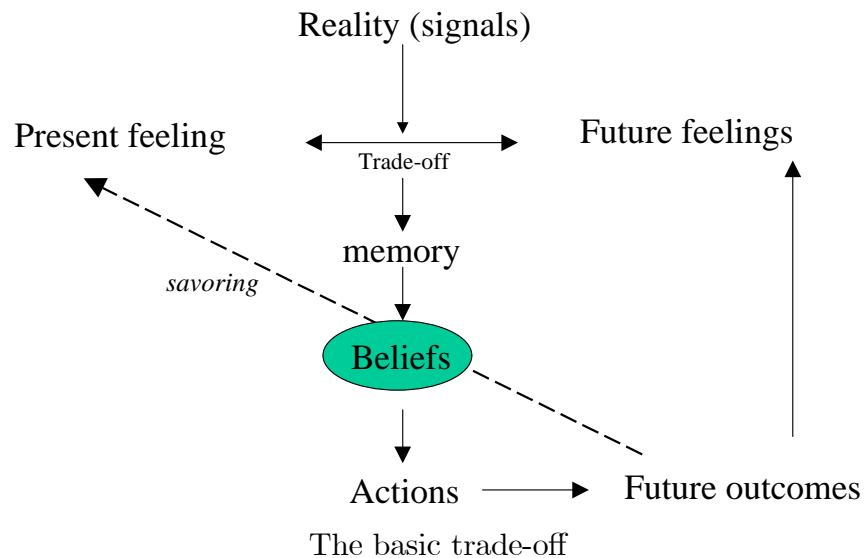 Reality (signals)
Present feeling
Future feelings
Trade-off
memory
savoring
Beliefs
Actions
Future outcomes
The basic trade-off